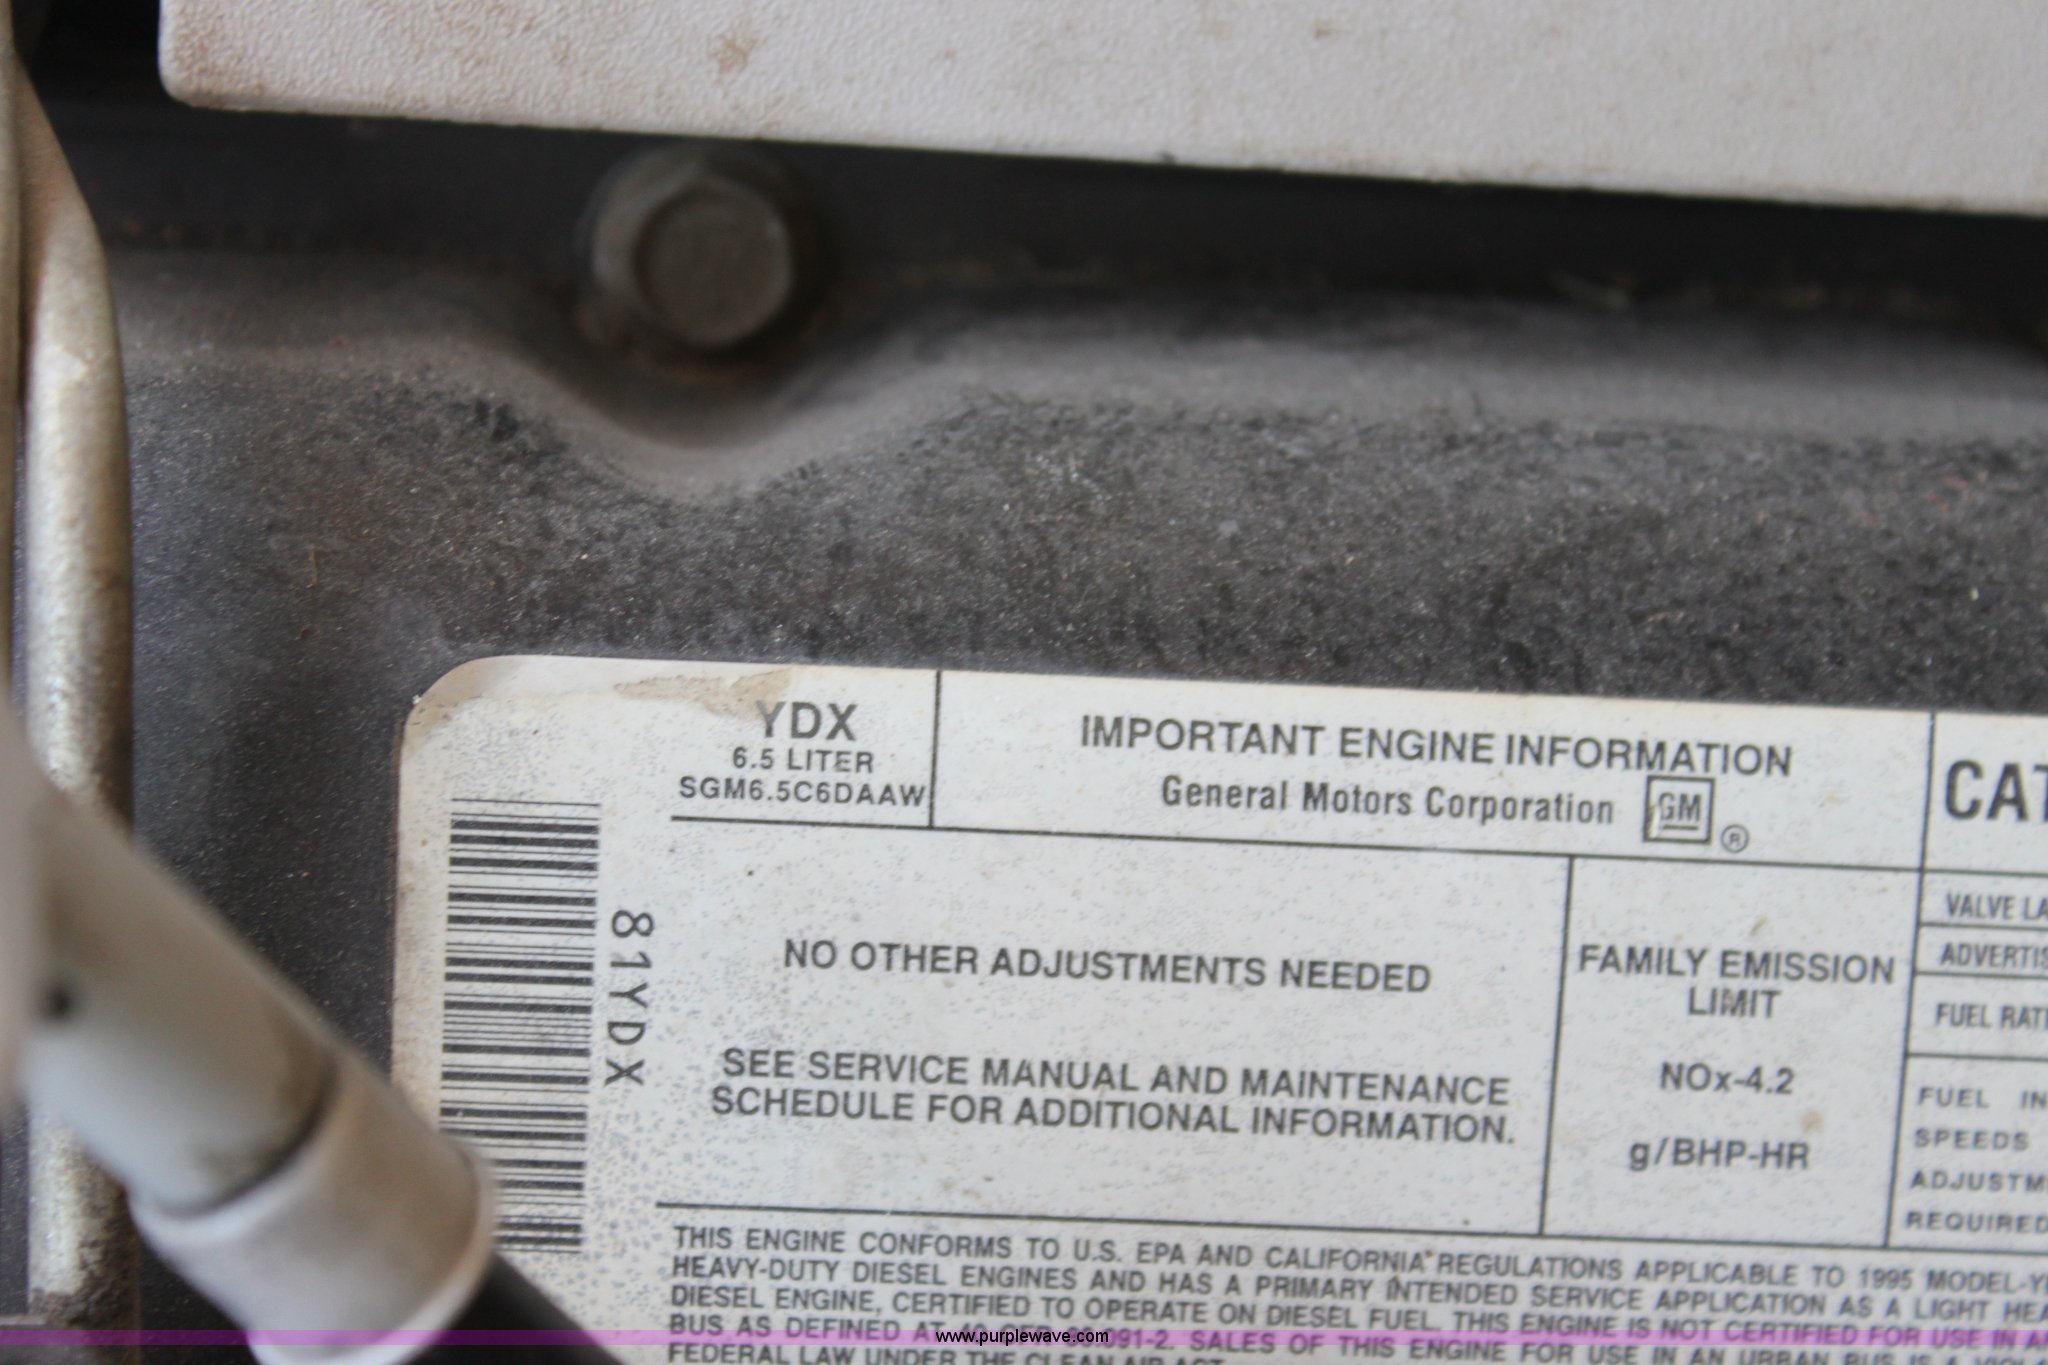 YDX
6.5 LITER
SGM6.5C6DAAW
IMPORTANT ENGINE INFORMATION
General Motors Corporation GM ®
CAT
81YDX
NO OTHER ADJUSTMENTS NEEDED
SEE SERVICE MANUAL AND MAINTENANCE
SCHEDULE FOR ADDITIONAL INFORMATION.
FAMILY EMISSION
LIMIT
NOx-4.2
g/BHP-HR
VALVE LA
ADVERTIS
FUEL RAT
FUEL IN
SPEEDS
ADJUSTM
REQUIRED
THIS ENGINE CONFORMS TO U.S. EPA AND CALIFORNIA REGULATIONS APPLICABLE TO 1995 MODEL-Y
HEAVY-DUTY DIESEL ENGINES AND HAS A PRIMARY INTENDED SERVICE APPLICATION AS A LIGHT HEA
DIESEL ENGINE, CERTIFIED TO OPERATE ON DIESEL FUEL. THIS ENGINE IS NOT CERTIFIED FOR USE IN AN
BUS AS DEFINED AT SALES OF THIS ENGINE FOR USE IN AN URBAN BUS IS
FEDERAL LAW UNDER THE CLEAN AIR ACT
www.purplewave.com